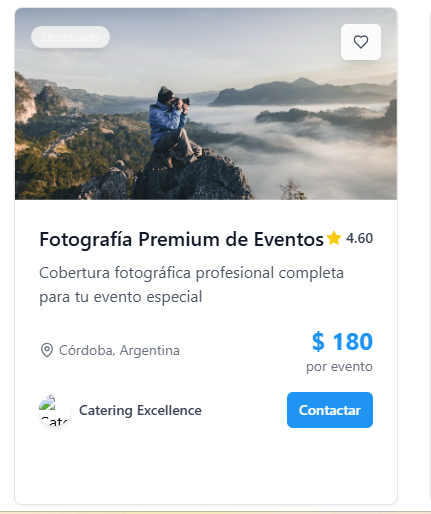 Destacado
Fotografía Premium de Eventos 4.60
Cobertura fotográfica profesional completa
para tu evento especial
Córdoba, Argentina
$ 180
por evento
Cate
Catering Excellence
Contactar